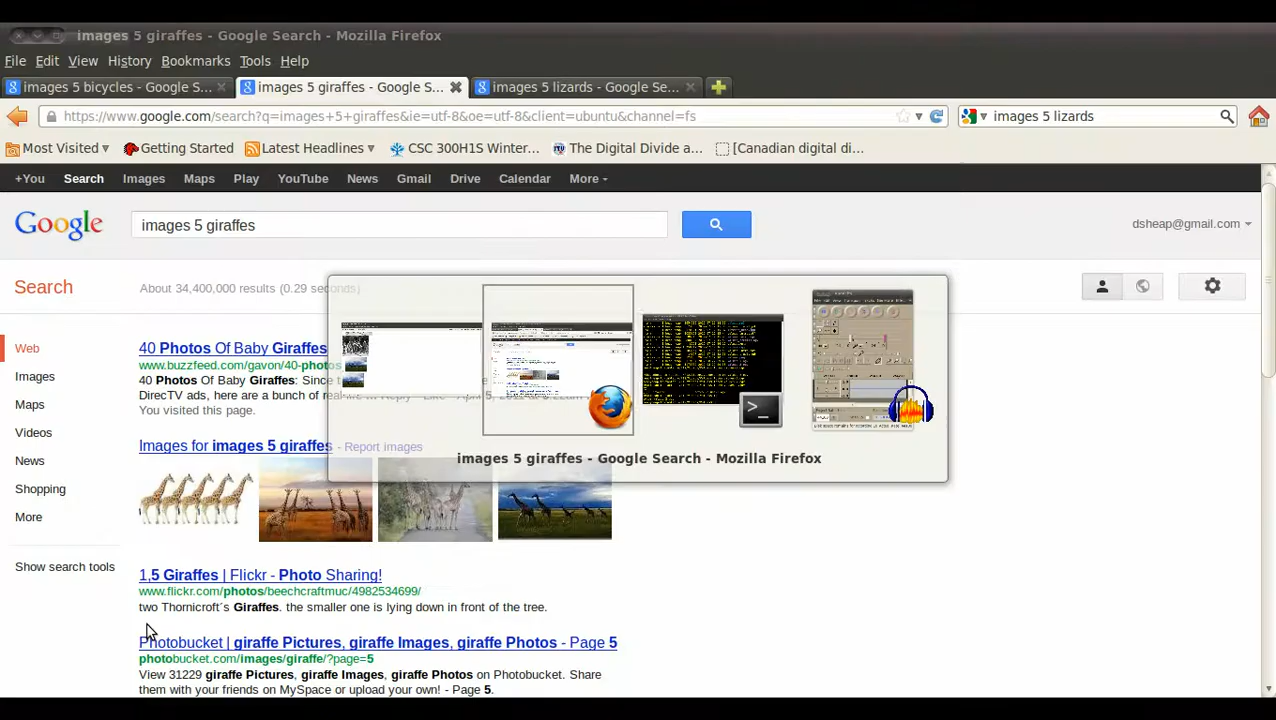 images 5 giraffes - Google Search - Mozilla Firefox
File Edit View History Bookmarks Tools Help
images 5 bicycles - Google S... images 5 giraffes - Google S... images 5 lizards - Google Se...
https://www.google.com/search?q=images+5+giraffes&ie=utf-8&oe=utf-8&client=ubuntu&channel=fs images 5 lizards
Most Visited Getting Started Latest Headlines CSC 300H1S Winter... The Digital Divide a... [Canadian digital di...
+You Search Images Maps Play YouTube News Gmail Drive Calendar More
Google images 5 giraffes dsheap@gmail.com
Search About 34,400,000 results (0.29 seconds)
Web
Images
Maps
Videos
News
Shopping
More
Show search tools
40 Photos Of Baby Giraffes
www.buzzfeed.com/gavon/40-photos
40 Photos Of Baby Giraffes: Since t
DirecTV ads, here are a bunch of
You visited this page.
Images for images 5 giraffes - Report images
images 5 giraffes - Google Search - Mozilla Firefox
1,5 Giraffes | Flickr - Photo Sharing!
www.flickr.com/photos/beechcraftmuc/4982534699/
two Thornicroft´s Giraffes. the smaller one is lying down in front of the tree.
Photobucket | giraffe Pictures, giraffe Images, giraffe Photos - Page 5
photobucket.com/images/giraffe/?page=5
View 31229 giraffe Pictures, giraffe Images, giraffe Photos on Photobucket. Share
them with your friends on MySpace or upload your own! - Page 5.